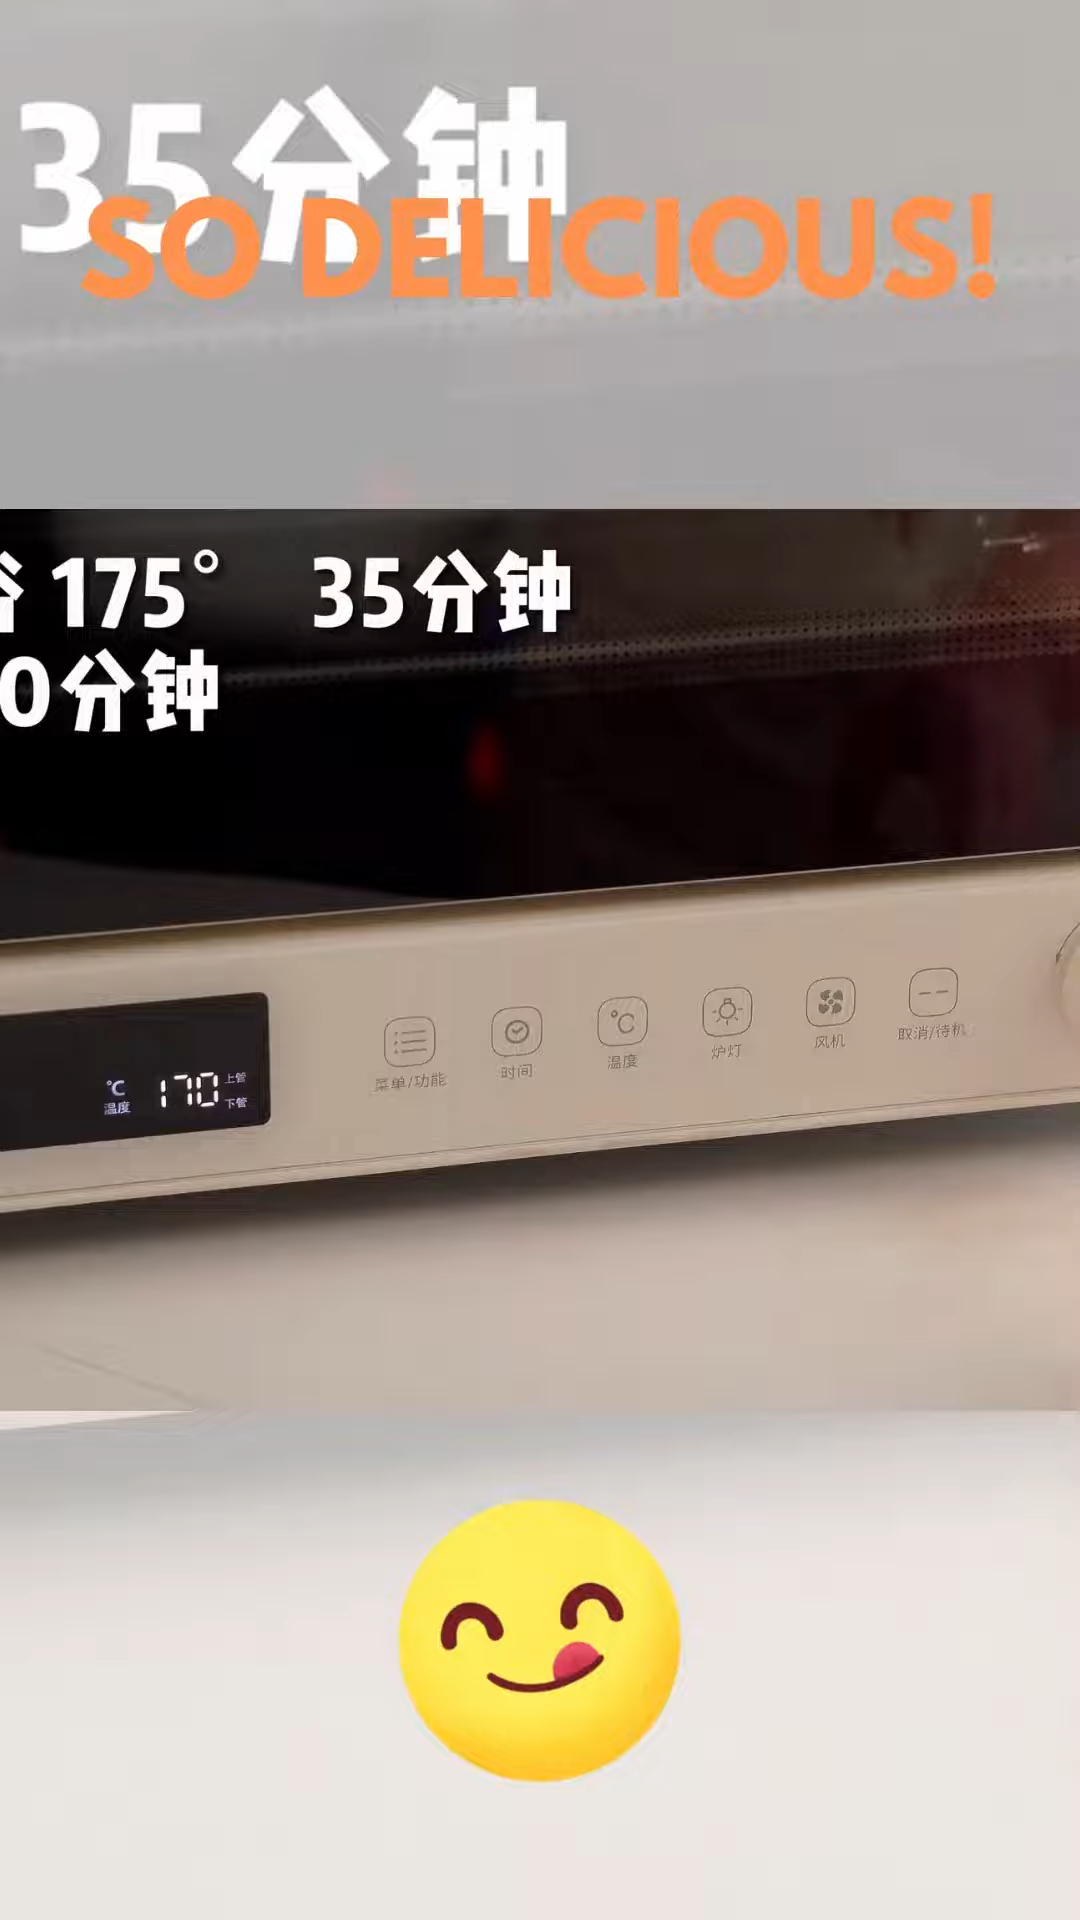 35分钟
SO DELICIOUS!
175° 35分钟
0分钟
℃
温度
170
上管
下管
菜单/功能
时间
℃
温度
炉灯
风机
取消/待机